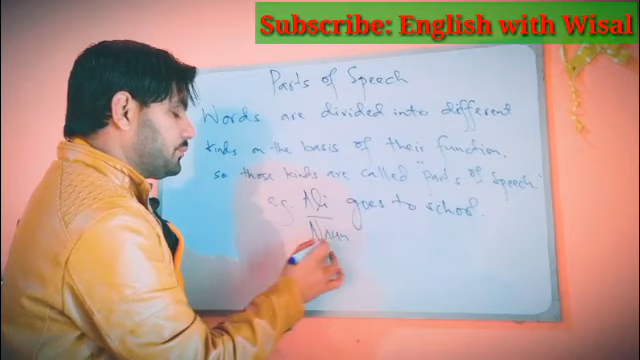 Subscribe: English with Wisal
Parts of Speech
Words are divided into different
kinds on the basis of their function.
so those kinds are called "parts of speech."
e.g. Ali goes to school.
Noun